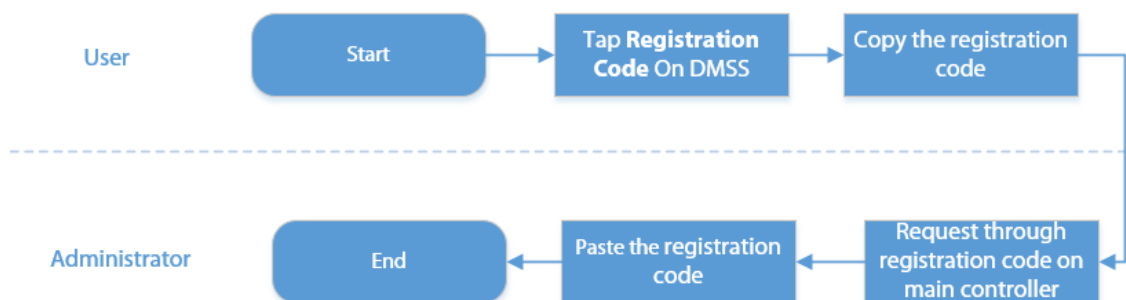 User
Start
Tap Registration
Code On DMSS
Copy the registration
code
Administrator
End
Paste the registration
code
Request through
registration code on
main controller